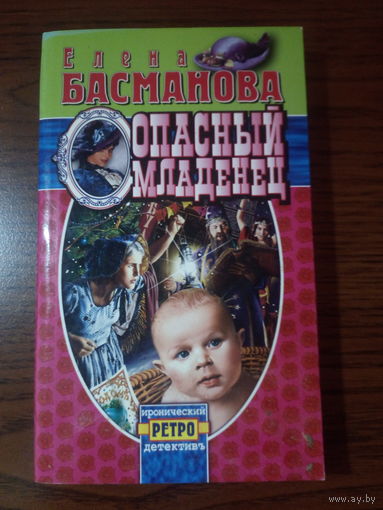 Елена
БАСМАНОВА
ОПАСНЫЙ
МЛАДЕНЕЦ
иронический
РЕТРО
детективъ
www.ay.by